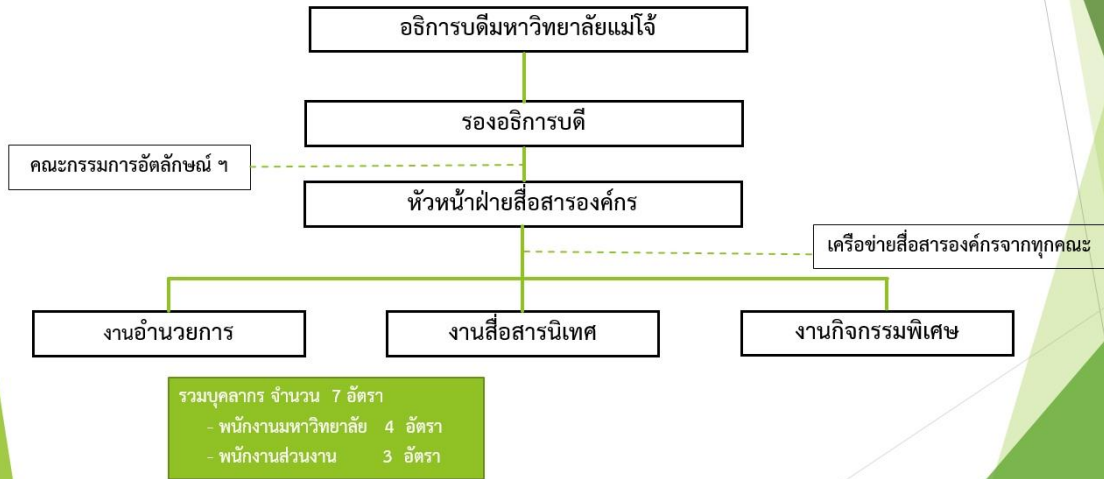 อธิการบดีมหาวิทยาลัยแม่โจ้
รองอธิการบดี
คณะกรรมการอัตลักษณ์ ฯ
หัวหน้าฝ่ายสื่อสารองค์กร
เครือข่ายสื่อสารองค์กรจากทุกคณะ
งานอำนวยการ
งานสื่อสารนิเทศ
งานกิจกรรมพิเศษ
รวมบุคลากร จำนวน 7 อัตรา
- พนักงานมหาวิทยาลัย 4 อัตรา
- พนักงานส่วนงาน 3 อัตรา